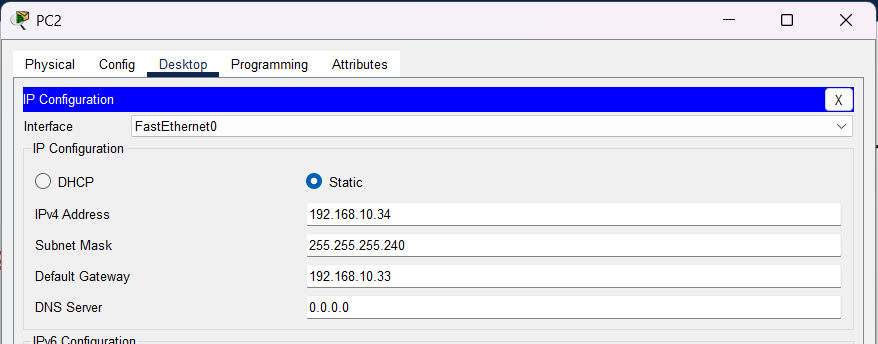 PC2
Physical Config Desktop Programming Attributes
IP Configuration X
Interface FastEthernet0
IP Configuration
DHCP Static
IPv4 Address 192.168.10.34
Subnet Mask 255.255.255.240
Default Gateway 192.168.10.33
DNS Server 0.0.0.0
IPv6 Configuration